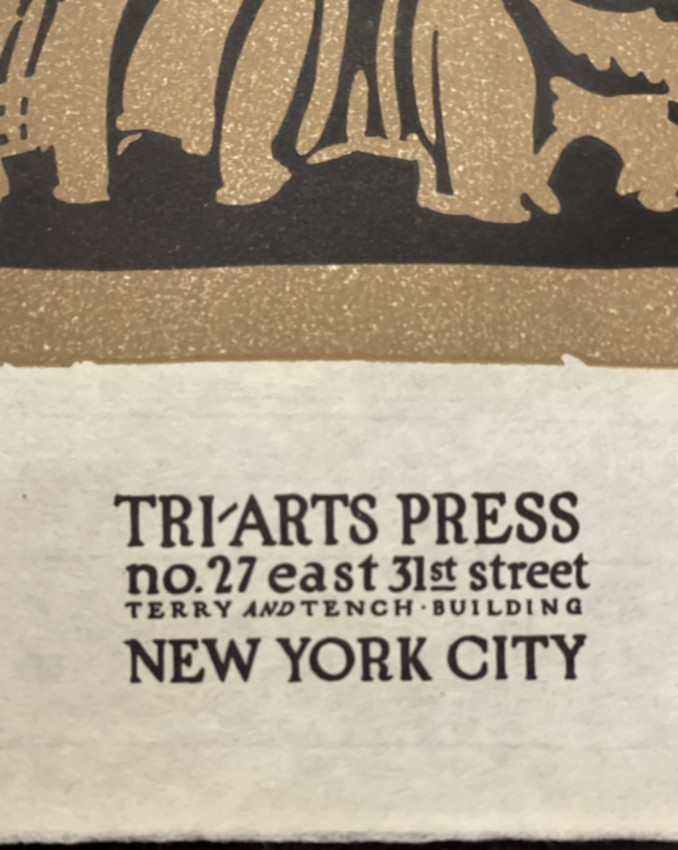 TRI-ARTS PRESS
no. 27 east 31st street
TERRY AND TENCH · BUILDING
NEW YORK CITY